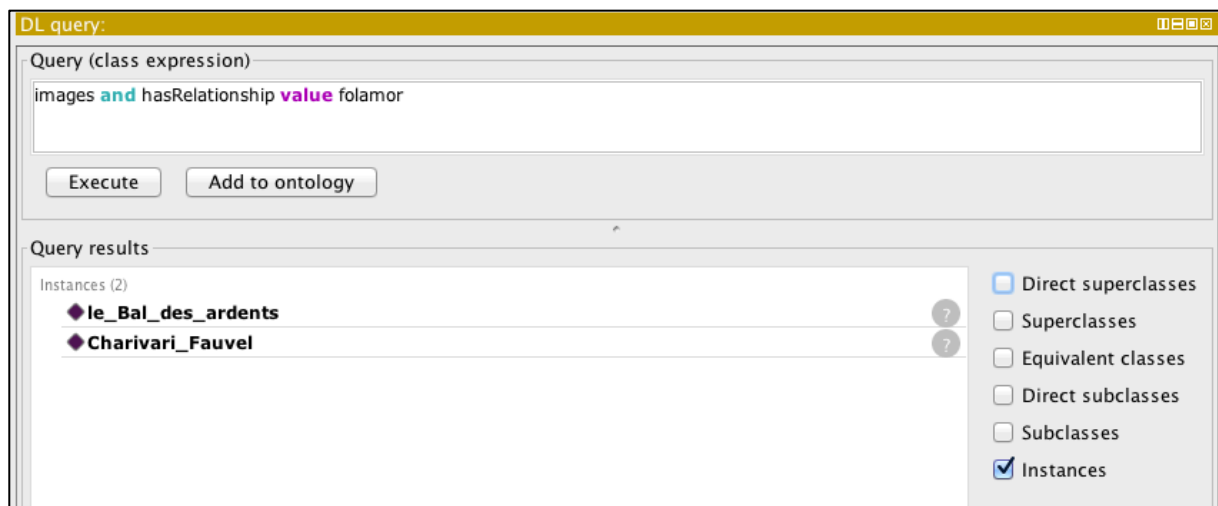 DL query:
Query (class expression)
images and hasRelationship value folamor
Execute Add to ontology
Query results
Instances (2)
le_Bal_des_ardents ?
Charivari_Fauvel ?
Direct superclasses
Superclasses
Equivalent classes
Direct subclasses
Subclasses
Instances